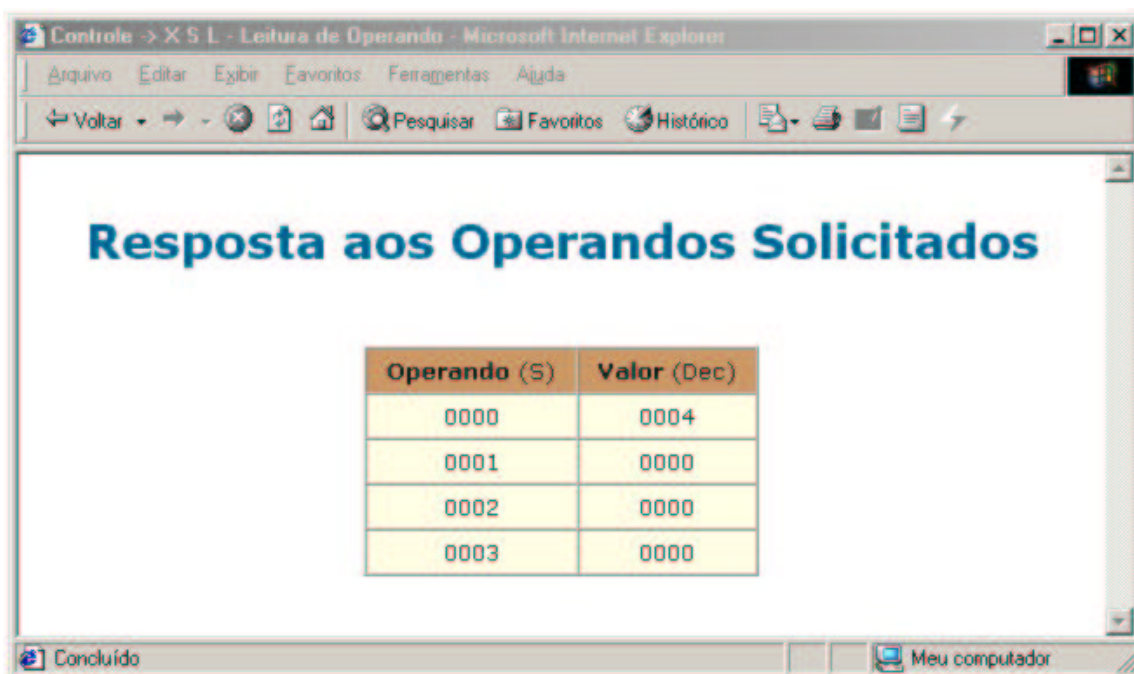 Controle -> X S L - Leitura de Operando - Microsoft Internet Explorer
Arquivo Editar Exibir Favoritos Ferramentas Ajuda
Voltar Pesquisar Favoritos Histórico
Resposta aos Operandos Solicitados
Operando (S) Valor (Dec)
0000 0004
0001 0000
0002 0000
0003 0000
Concluído Meu computador